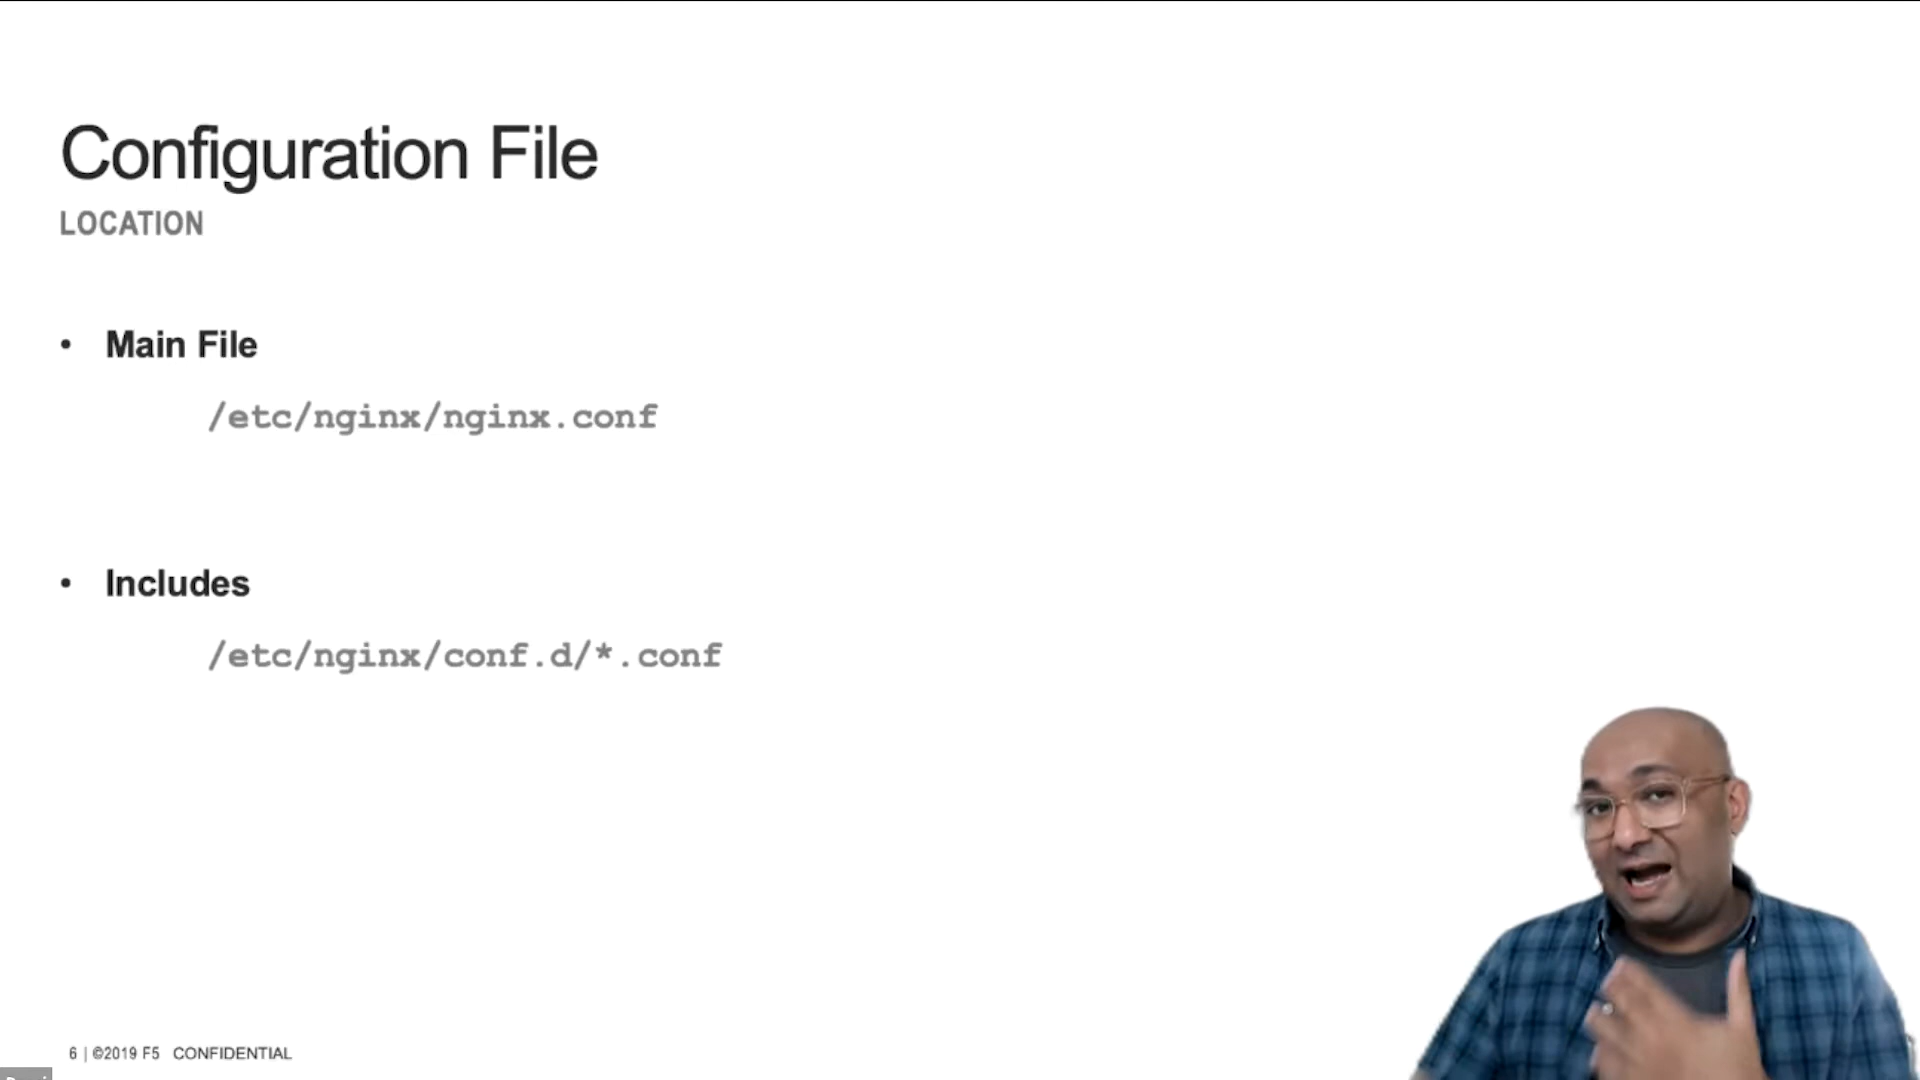 Configuration File
LOCATION
• Main File
/etc/nginx/nginx.conf
• Includes
/etc/nginx/conf.d/*.conf
6 | ©2019 F5 CONFIDENTIAL